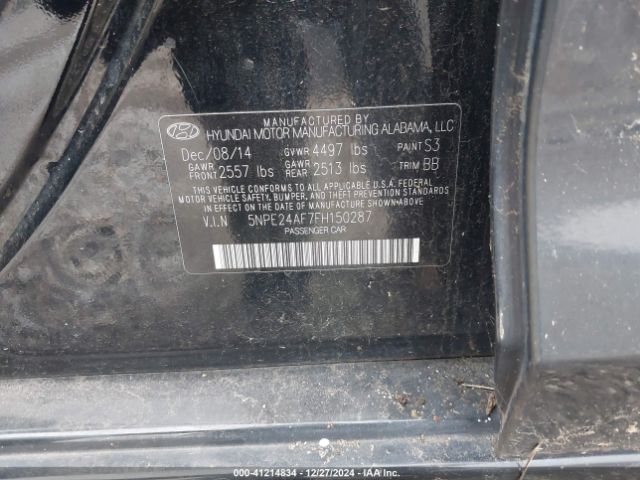 MANUFACTURED BY
HYUNDAI MOTOR MANUFACTURING ALABAMA, LLC
Dec/08/14 GVWR 4497 lbs PAINT S3
GAWR FRONT 2557 lbs GAWR REAR 2513 lbs TRIM BB
THIS VEHICLE CONFORMS TO ALL APPLICABLE U.S.A. FEDERAL
MOTOR VEHICLE SAFETY, BUMPER, AND THEFT PREVENTION
STANDARDS IN EFFECT ON THE DATE OF MANUFACTURE SHOWN ABOVE.
V.I.N 5NPE24AF7FH150287
PASSENGER CAR
000-41214834 - 12/27/2024 - IAA Inc.